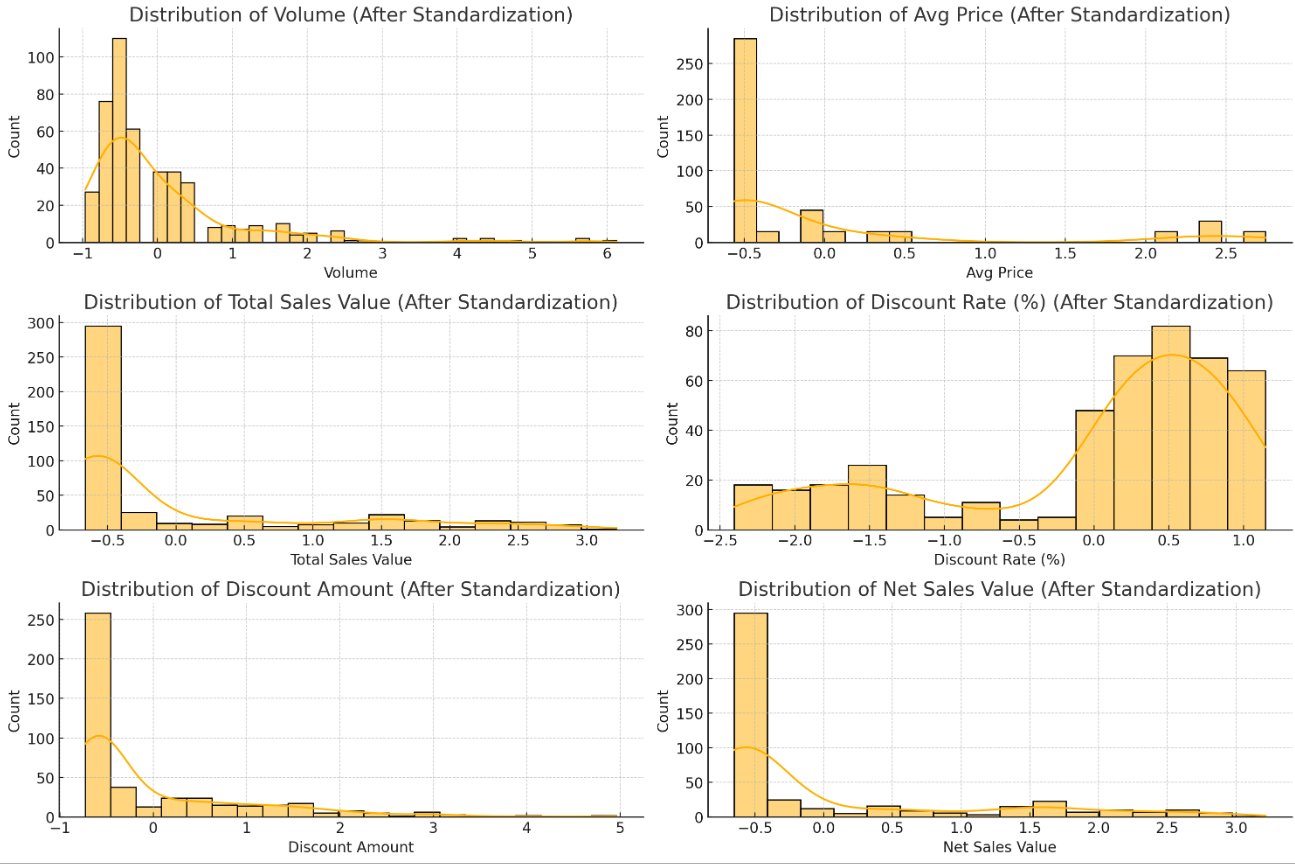 Distribution of Volume (After Standardization)
Count
100
80
60
40
20
0
−1 0 1 2 3 4 5 6
Volume
Distribution of Avg Price (After Standardization)
Count
250
200
150
100
50
0
−0.5 0.0 0.5 1.0 1.5 2.0 2.5
Avg Price
Distribution of Total Sales Value (After Standardization)
Count
300
250
200
150
100
50
0
−0.5 0.0 0.5 1.0 1.5 2.0 2.5 3.0
Total Sales Value
Distribution of Discount Rate (%) (After Standardization)
Count
80
60
40
20
0
−2.5 −2.0 −1.5 −1.0 −0.5 0.0 0.5 1.0
Discount Rate (%)
Distribution of Discount Amount (After Standardization)
Count
250
200
150
100
50
0
−1 0 1 2 3 4 5
Discount Amount
Distribution of Net Sales Value (After Standardization)
Count
300
250
200
150
100
50
0
−0.5 0.0 0.5 1.0 1.5 2.0 2.5 3.0
Net Sales Value